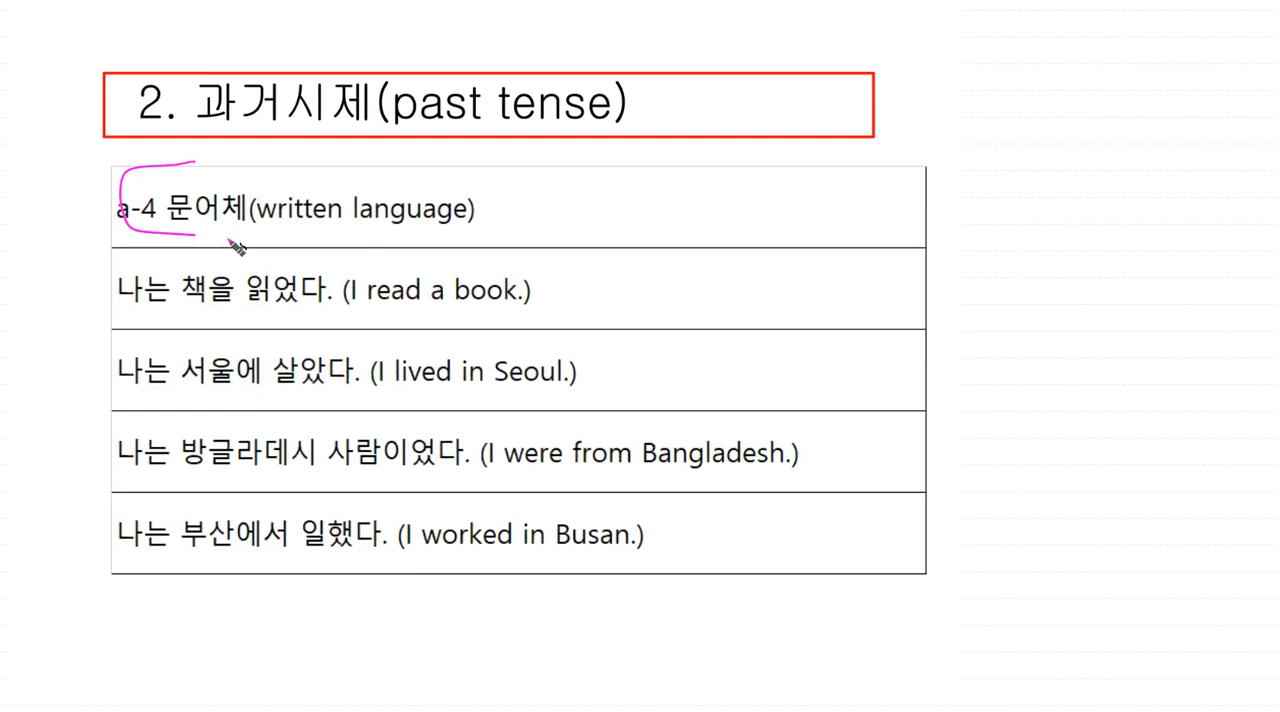 2. 과거시제(past tense)
a-4 문어체(written language)
나는 책을 읽었다. (I read a book.)
나는 서울에 살았다. (I lived in Seoul.)
나는 방글라데시 사람이었다. (I were from Bangladesh.)
나는 부산에서 일했다. (I worked in Busan.)